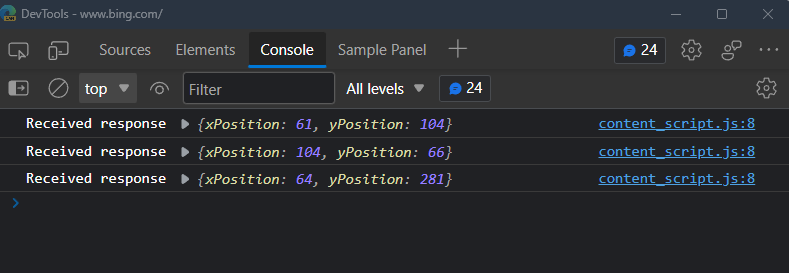 DevTools - www.bing.com/
Sources Elements Console Sample Panel 24
top Filter All levels 24
Received response {xPosition: 61, yPosition: 104} content_script.js:8
Received response {xPosition: 104, yPosition: 66} content_script.js:8
Received response {xPosition: 64, yPosition: 281} content_script.js:8